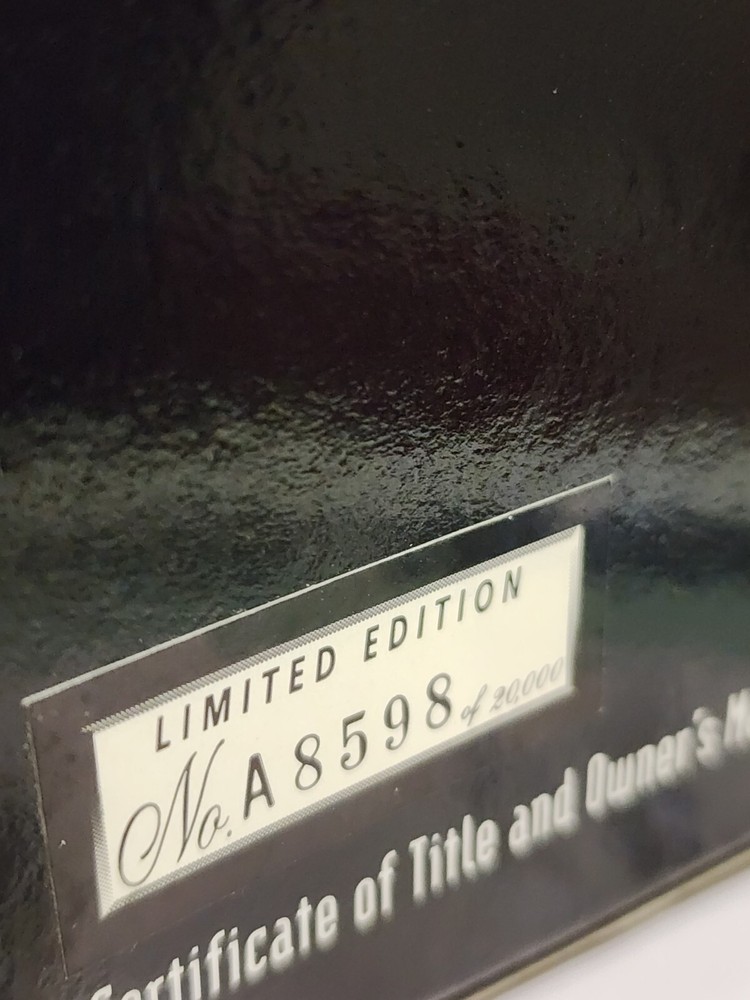 LIMITED EDITION
No. A8598 of 20,000
Certificate of Title and Owner's